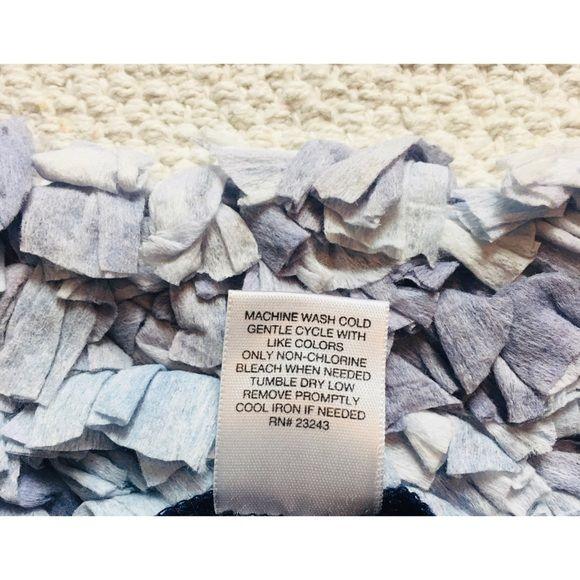 MACHINE WASH COLD
GENTLE CYCLE WITH
LIKE COLORS
ONLY NON-CHLORINE
BLEACH WHEN NEEDED
TUMBLE DRY LOW
REMOVE PROMPTLY
COOL IRON IF NEEDED
RN# 23243